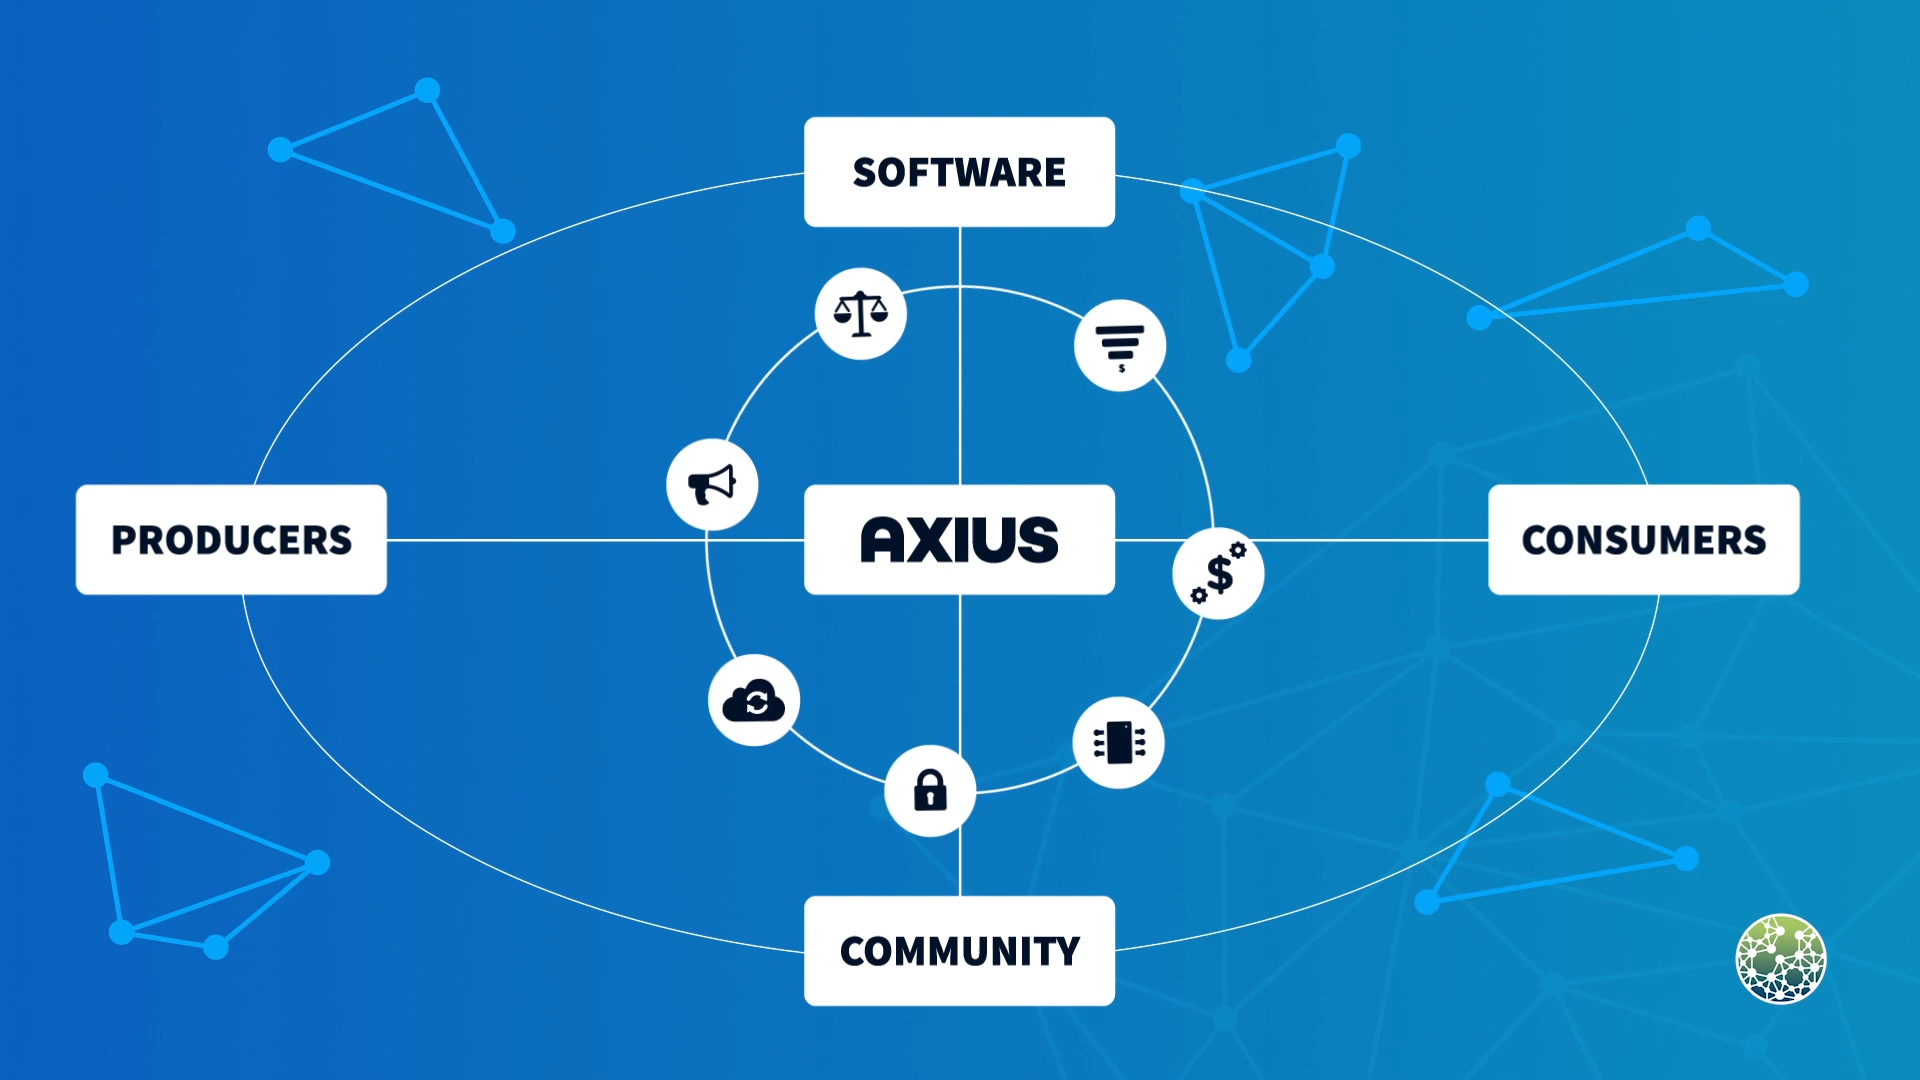 SOFTWARE
$
PRODUCERS
AXIUS
CONSUMERS
$
COMMUNITY